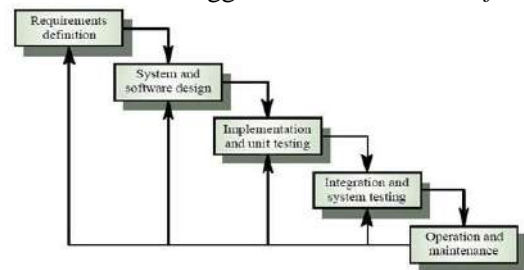 Requirements
definition
System and
software design
Implementation
and unit testing
Integration and
system testing
Operation and
maintenance